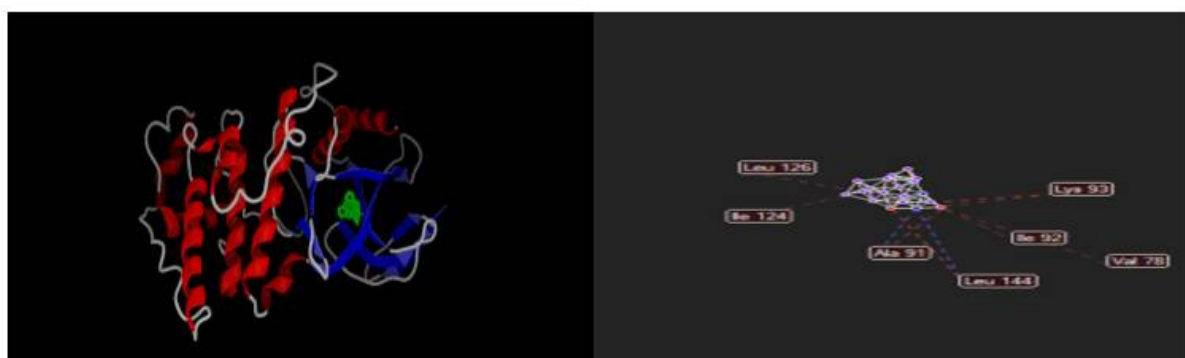 Leu 126
Lys 93
Ile 124
Ile 92
Ala 91
Val 78
Leu 144